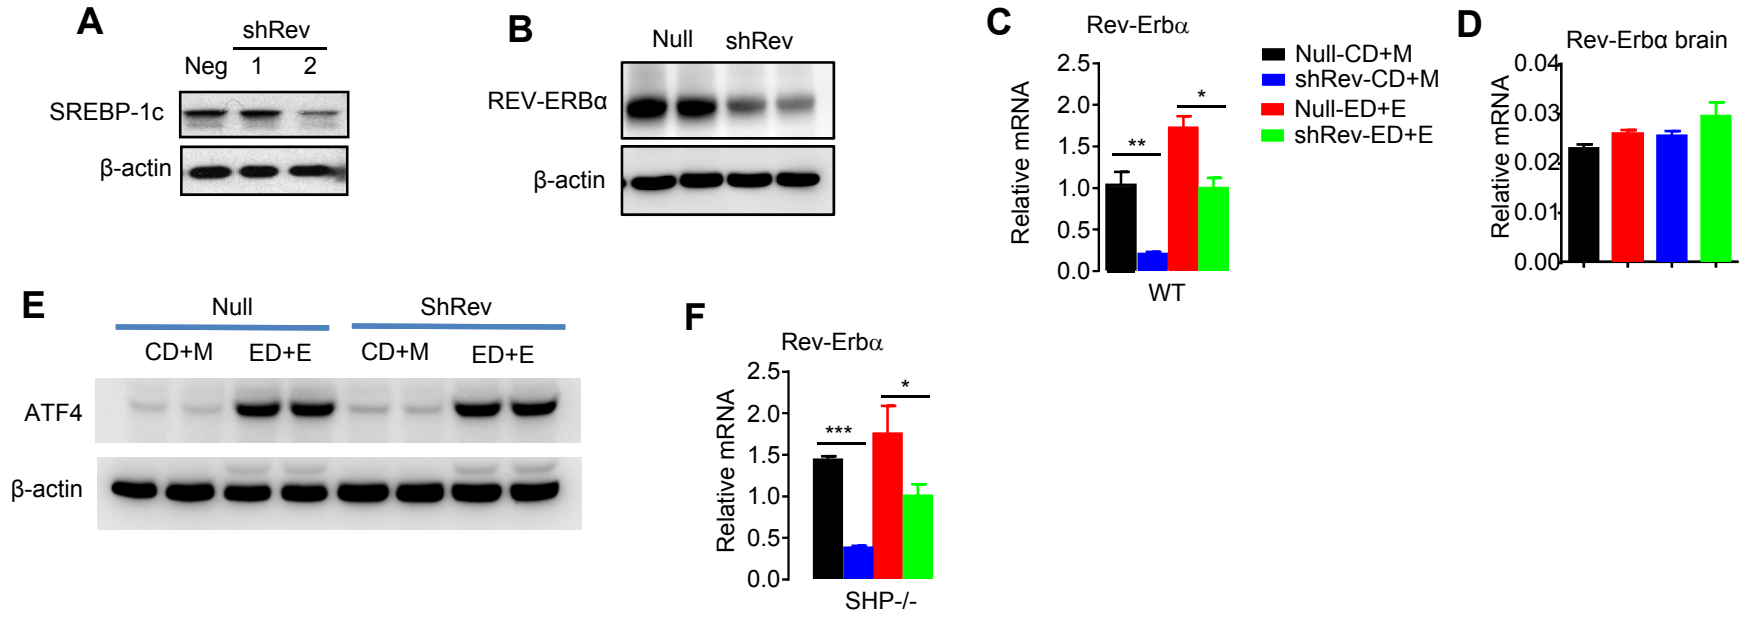 A
shRev
Neg 1 2
SREBP-1c
β-actin
B
Null shRev
REV-ERBα
β-actin
C
Rev-Erbα
Relative mRNA
2.5
2.0
1.5
1.0
0.5
0.0
**
*
WT
Null-CD+M
shRev-CD+M
Null-ED+E
shRev-ED+E
D
Rev-Erbα brain
Relative mRNA
0.04
0.03
0.02
0.01
0.00
E
Null ShRev
CD+M ED+E CD+M ED+E
ATF4
β-actin
F
Rev-Erbα
Relative mRNA
2.5
2.0
1.5
1.0
0.5
0.0
***
*
SHP-/-